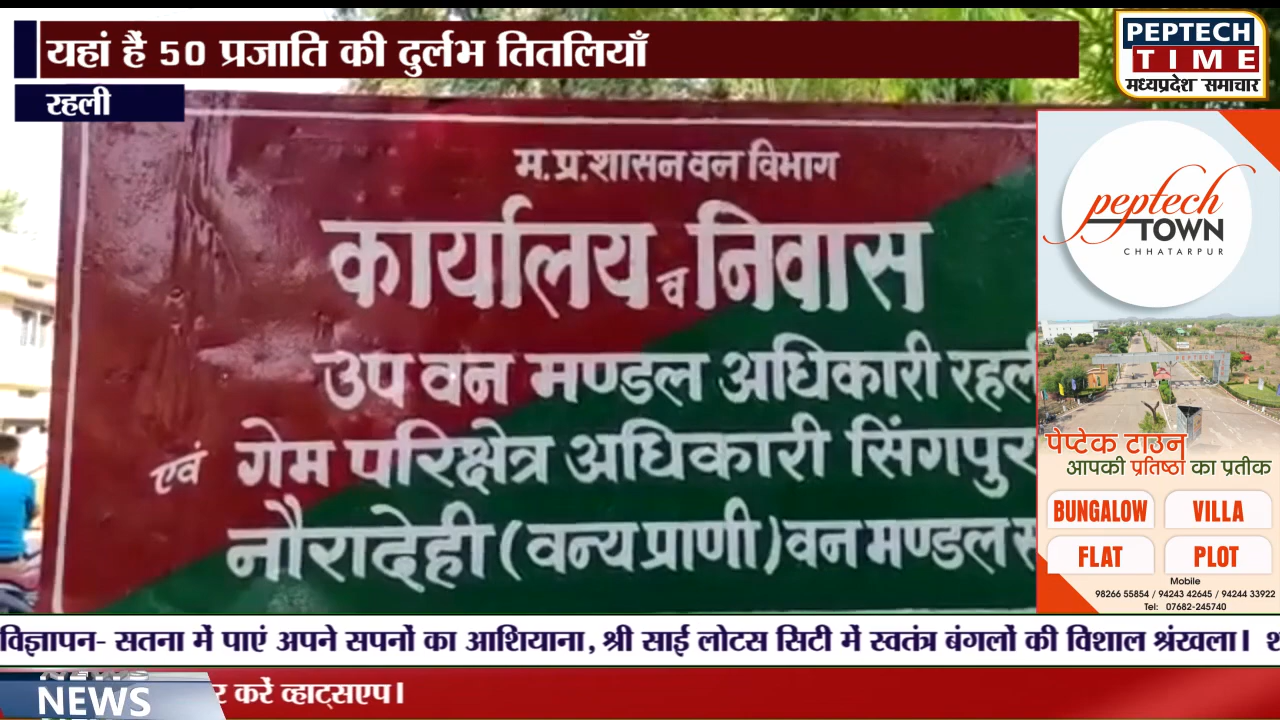 यहां हैं 50 प्रजाति की दुर्लभ तितलियाँ
रहली
PEPTECH
TIME
मध्यप्रदेश समाचार
म.प्र.शासन वन विभाग
कार्यालय व निवास
उप वन मण्डल अधिकारी रहली
एवं गेम परिक्षेत्र अधिकारी सिंगपुर
नौरादेही (वन्य प्राणी) वन मण्डल
peptech
TOWN
CHHATARPUR
पेप्टेक टाउन
आपकी प्रतिष्ठा का प्रतीक
BUNGALOW
VILLA
FLAT
PLOT
Mobile
98266 55854 / 94243 42645 / 94244 33922
Tel: 07682-245740
विज्ञापन- सतना में पाएं अपने सपनों का आशियाना, श्री साई लोटस सिटी में स्वतंत्र बंगलों की विशाल श्रंखला।
NEWS
र करें व्हाट्सएप।